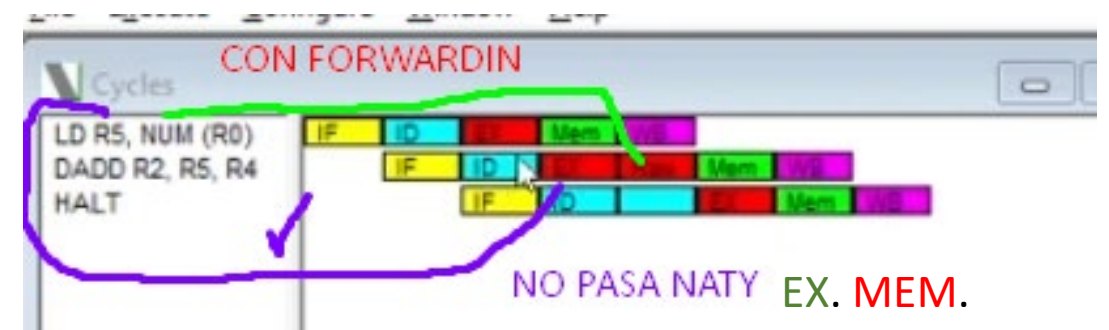 CON FORWARDIN
Cycles
LD R5, NUM (R0) IF ID EX Mem WB
DADD R2, R5, R4 IF ID EX Raw Mem WB
HALT IF ID EX Mem WB
NO PASA NATY EX. MEM.